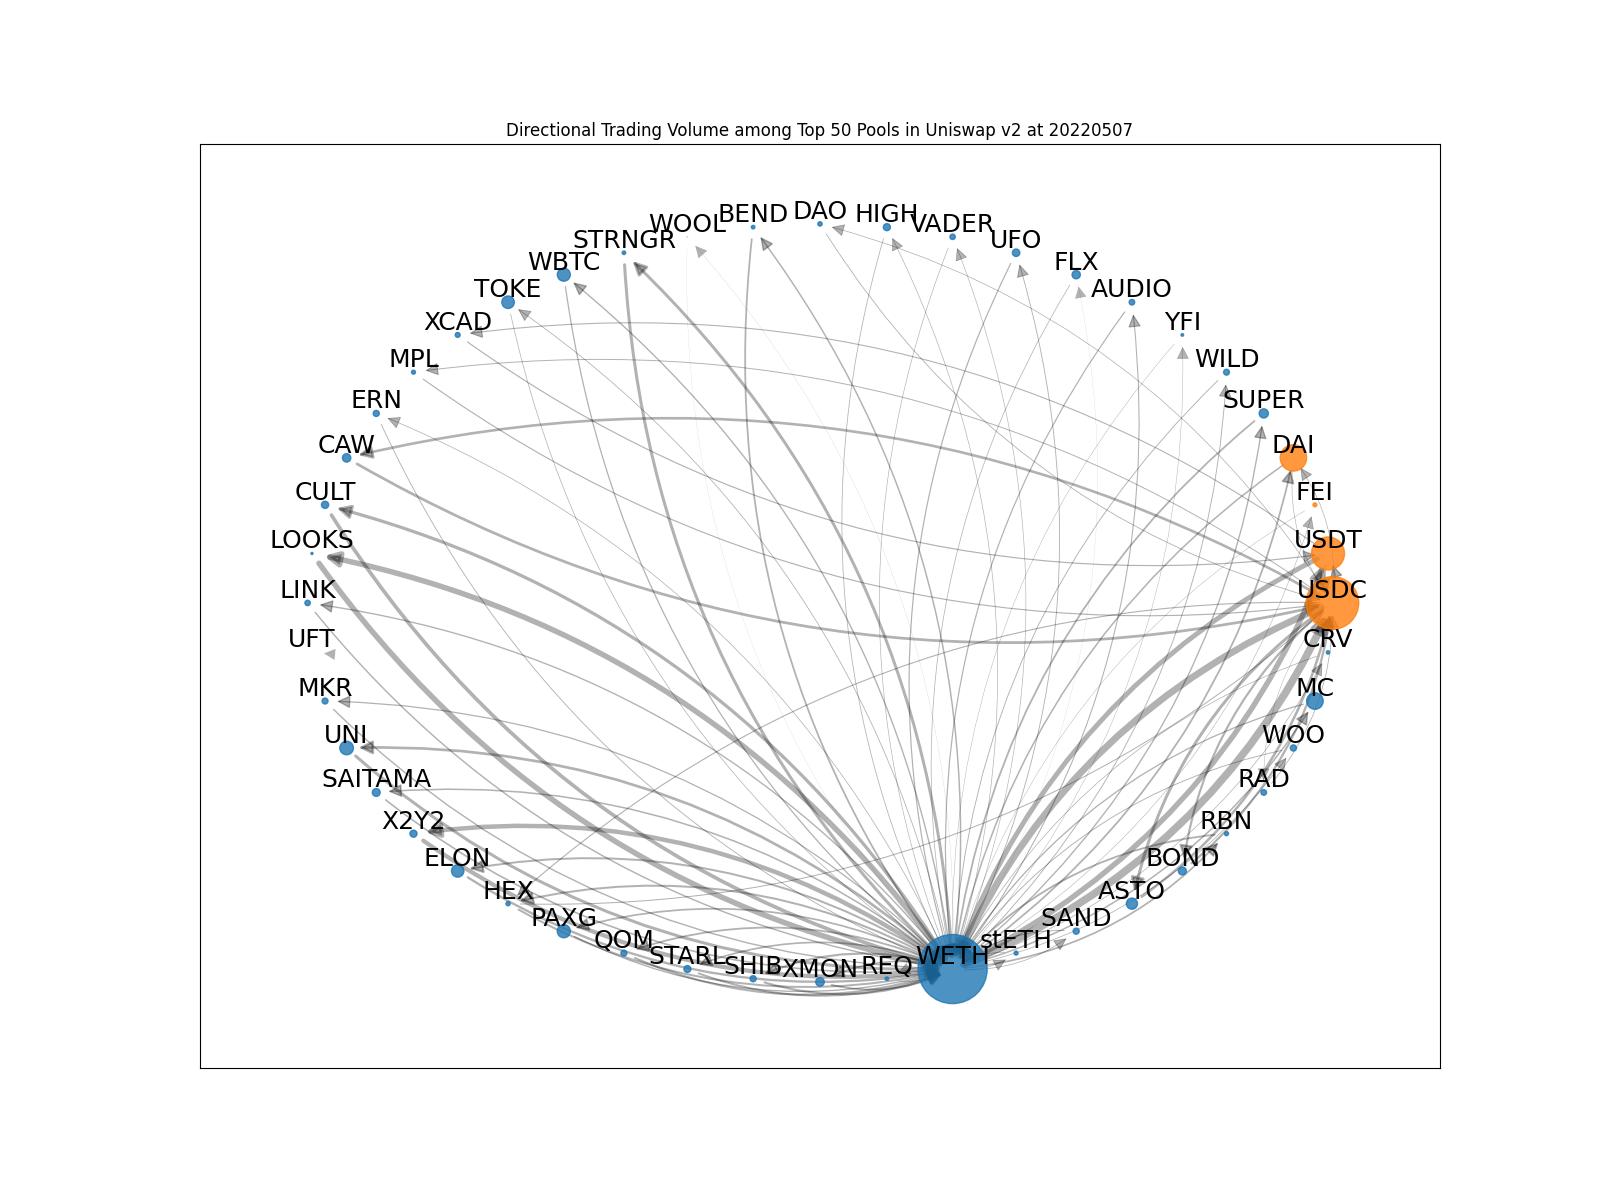 Directional Trading Volume among Top 50 Pools in Uniswap v2 at 20220507
DAO
HIGH
BEND
VADER
WOOL
UFO
STRNGR
FLX
WBTC
AUDIO
TOKE
YFI
XCAD
WILD
MPL
SUPER
ERN
DAI
CAW
FEI
CULT
USDT
LOOKS
USDC
LINK
CRV
UFT
MC
MKR
WOO
UNI
RAD
SAITAMA
RBN
X2Y2
BOND
ELON
ASTO
HEX
SAND
PAXG
stETH
QOM
WETH
STARL
REQ
SHIB
XMON